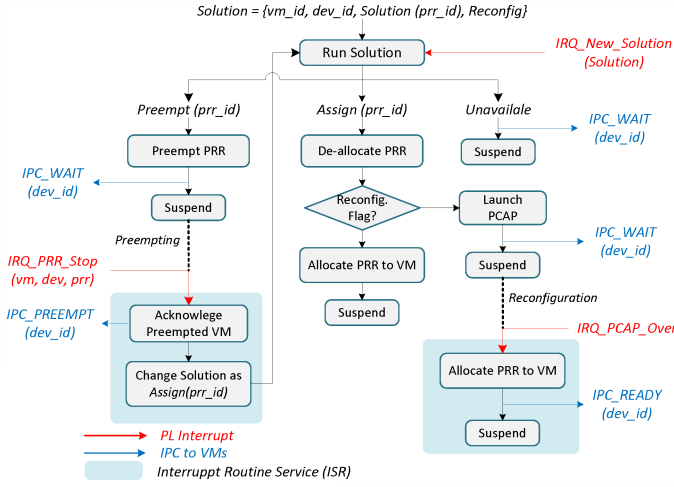 Solution = {vm_id, dev_id, Solution (prr_id), Reconfig}
Run Solution
IRQ_New_Solution
(Solution)
Preempt (prr_id)
Assign (prr_id)
Unavailale
Preempt PRR
De-allocate PRR
Suspend
IPC_WAIT
(dev_id)
IPC_WAIT
(dev_id)
Suspend
Reconfig.
Flag?
Launch
PCAP
IPC_WAIT
(dev_id)
Preempting
Allocate PRR to VM
Suspend
IRQ_PRR_Stop
(vm, dev, prr)
Suspend
Reconfiguration
IPC_PREEMPT
(dev_id)
Acknowlege
Preempted VM
IRQ_PCAP_Over
Change Solution as
Assign(prr_id)
Allocate PRR to VM
IPC_READY
(dev_id)
Suspend
PL Interrupt
IPC to VMs
Interruppt Routine Service (ISR)